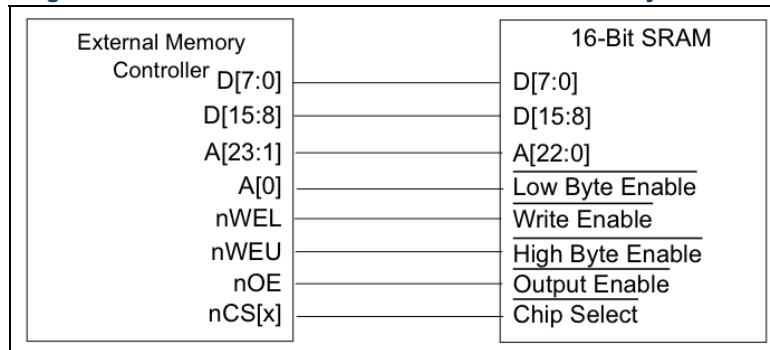 External Memory
Controller
D[7:0]
D[15:8]
A[23:1]
A[0]
nWEL
nWEU
nOE
nCS[x]
16-Bit SRAM
D[7:0]
D[15:8]
A[22:0]
Low Byte Enable
Write Enable
High Byte Enable
Output Enable
Chip Select